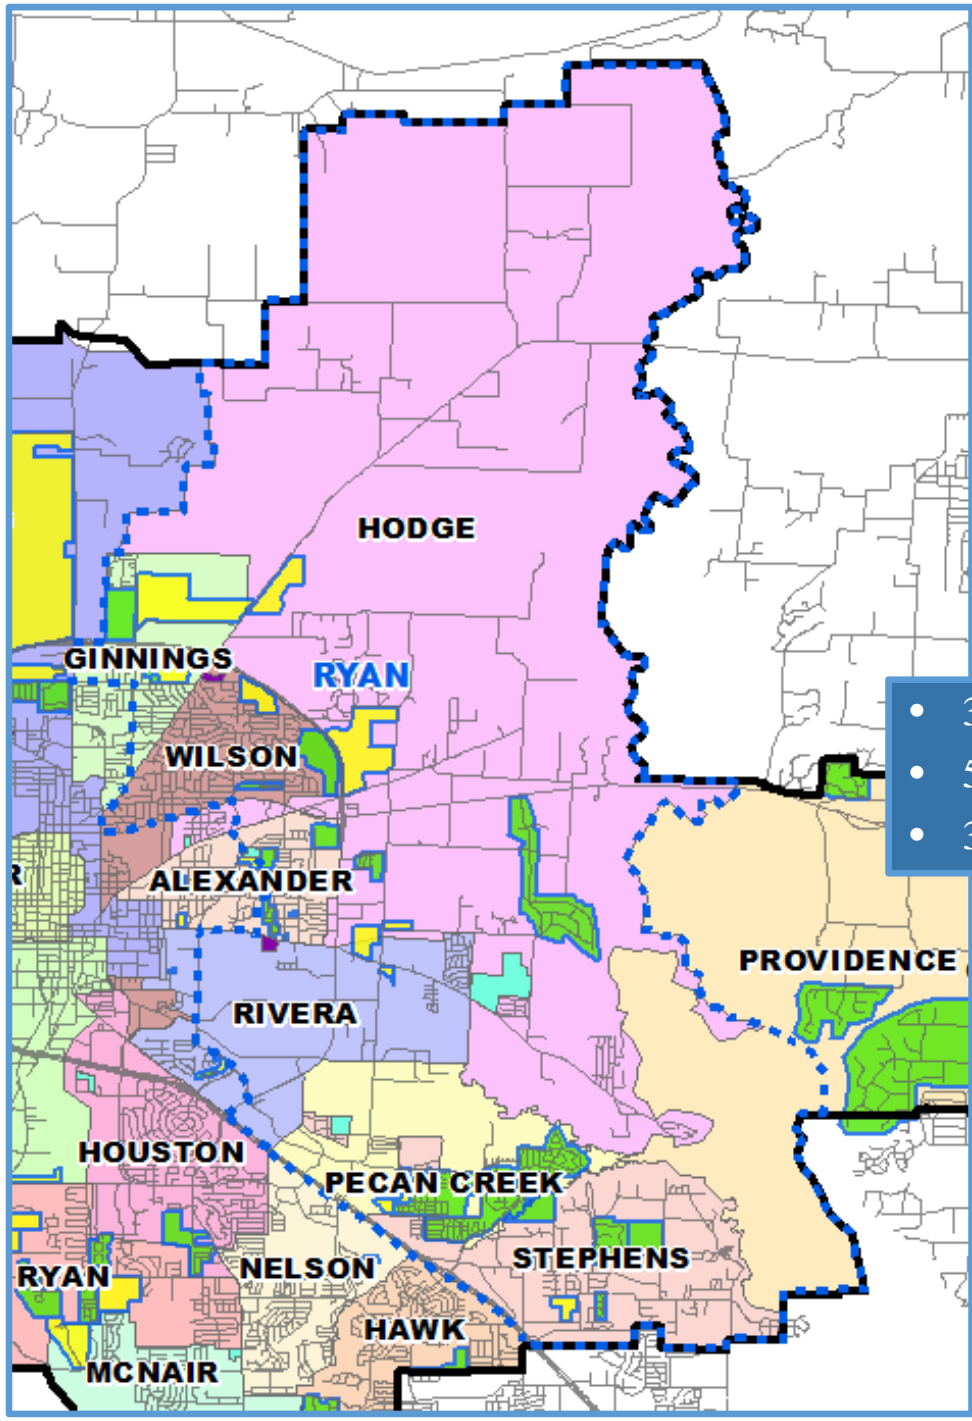 HODGE
GINNINGS
RYAN
WILSON
ALEXANDER
PROVIDENCE
RIVERA
HOUSTON
PECAN CREEK
NELSON
STEPHENS
RYAN
HAWK
MCNAIR